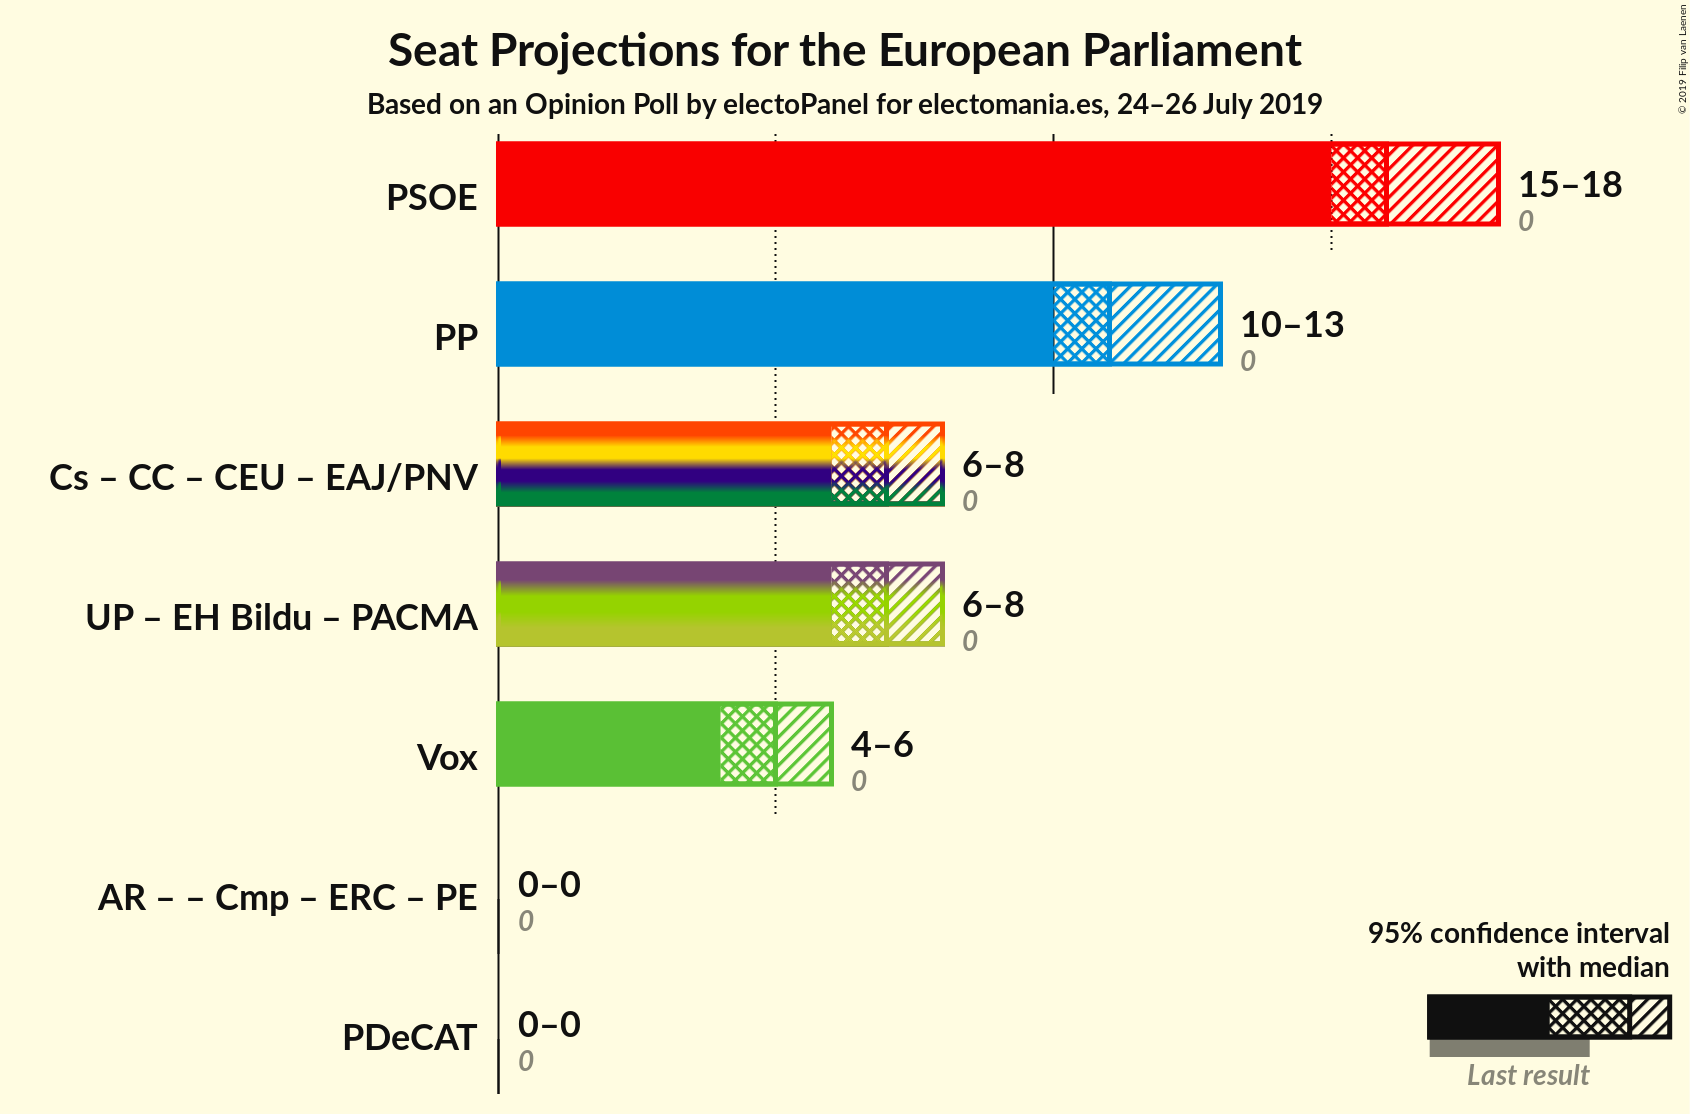 Seat Projections for the European Parliament
Based on an Opinion Poll by electoPanel for electomania.es, 24–26 July 2019
© 2019 Filip van Laenen
PSOE
15–18
0
PP
10–13
0
Cs – CC – CEU – EAJ/PNV
6–8
0
UP – EH Bildu – PACMA
6–8
0
Vox
4–6
0
AR – – Cmp – ERC – PE
0–0
0
PDeCAT
0–0
0
95% confidence interval
with median
Last result